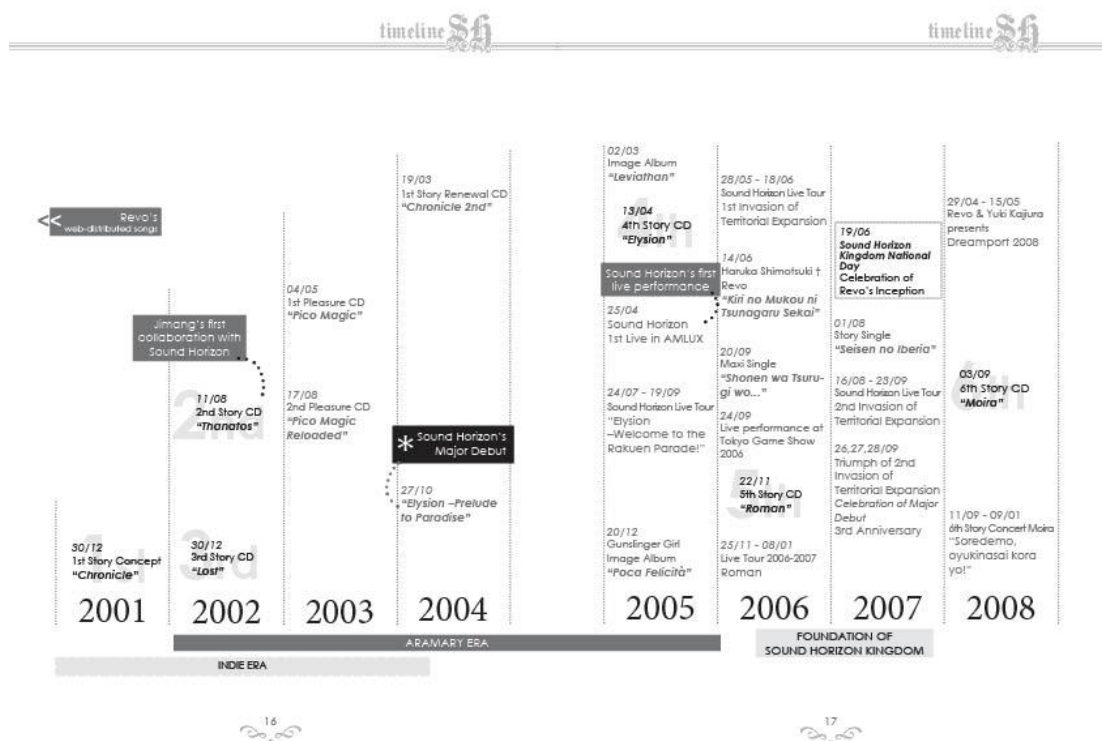 timeline SH
timeline SH
<<
Revo's
web-distributed songs
1st
30/12
1st Story Concept
“Chronicle”
2001
Jimang's first
collaboration with
Sound Horizon
2nd
11/08
2nd Story CD
“Thanatos”
3rd
30/12
3rd Story CD
“Lost”
2002
04/05
1st Pleasure CD
“Pico Magic”
17/08
2nd Pleasure CD
“Pico Magic
Reloaded”
2003
19/03
1st Story Renewal CD
“Chronicle 2nd”
* Sound Horizon's
Major Debut
27/10
“Elysion –Prelude
to Paradise”
2004
02/03
Image Album
“Leviathan”
4th
13/04
4th Story CD
“Elysion”
Sound Horizon's first
live performance
25/04
Sound Horizon
1st Live in AMLUX
24/07 - 19/09
Sound Horizon Live Tour
“Elysion
–Welcome to the
Rakuen Parade!”
20/12
Gunslinger Girl
Image Album
“Poca Felicità”
2005
28/05 - 18/06
Sound Horizon Live Tour
1st Invasion of
Territorial Expansion
14/06
Haruka Shimotsuki †
Revo
“Kiri no Mukou ni
Tsunagaru Sekai”
20/09
Maxi Single
“Shonen wa Tsuru-
gi wo...”
24/09
Live performance at
Tokyo Game Show
2006
5th
22/11
5th Story CD
“Roman”
25/11 - 08/01
Live Tour 2006-2007
Roman
2006
19/06
Sound Horizon
Kingdom National
Day
Celebration of
Revo's Inception
01/08
Story Single
“Seisen no Iberia”
16/08 - 23/09
Sound Horizon Live Tour
2nd Invasion of
Territorial Expansion
26,27,28/09
Triumph of 2nd
Invasion of
Territorial Expansion
Celebration of Major
Debut
3rd Anniversary
2007
29/04 - 15/05
Revo & Yuki Kajiura
presents
Dreamport 2008
6th
03/09
6th Story CD
“Moira”
11/09 - 09/01
6th Story Concert Moira
“Soredemo,
oyukinasai kora
yo!”
2008
ARAMARY ERA
INDIE ERA
FOUNDATION OF
SOUND HORIZON KINGDOM
16
17